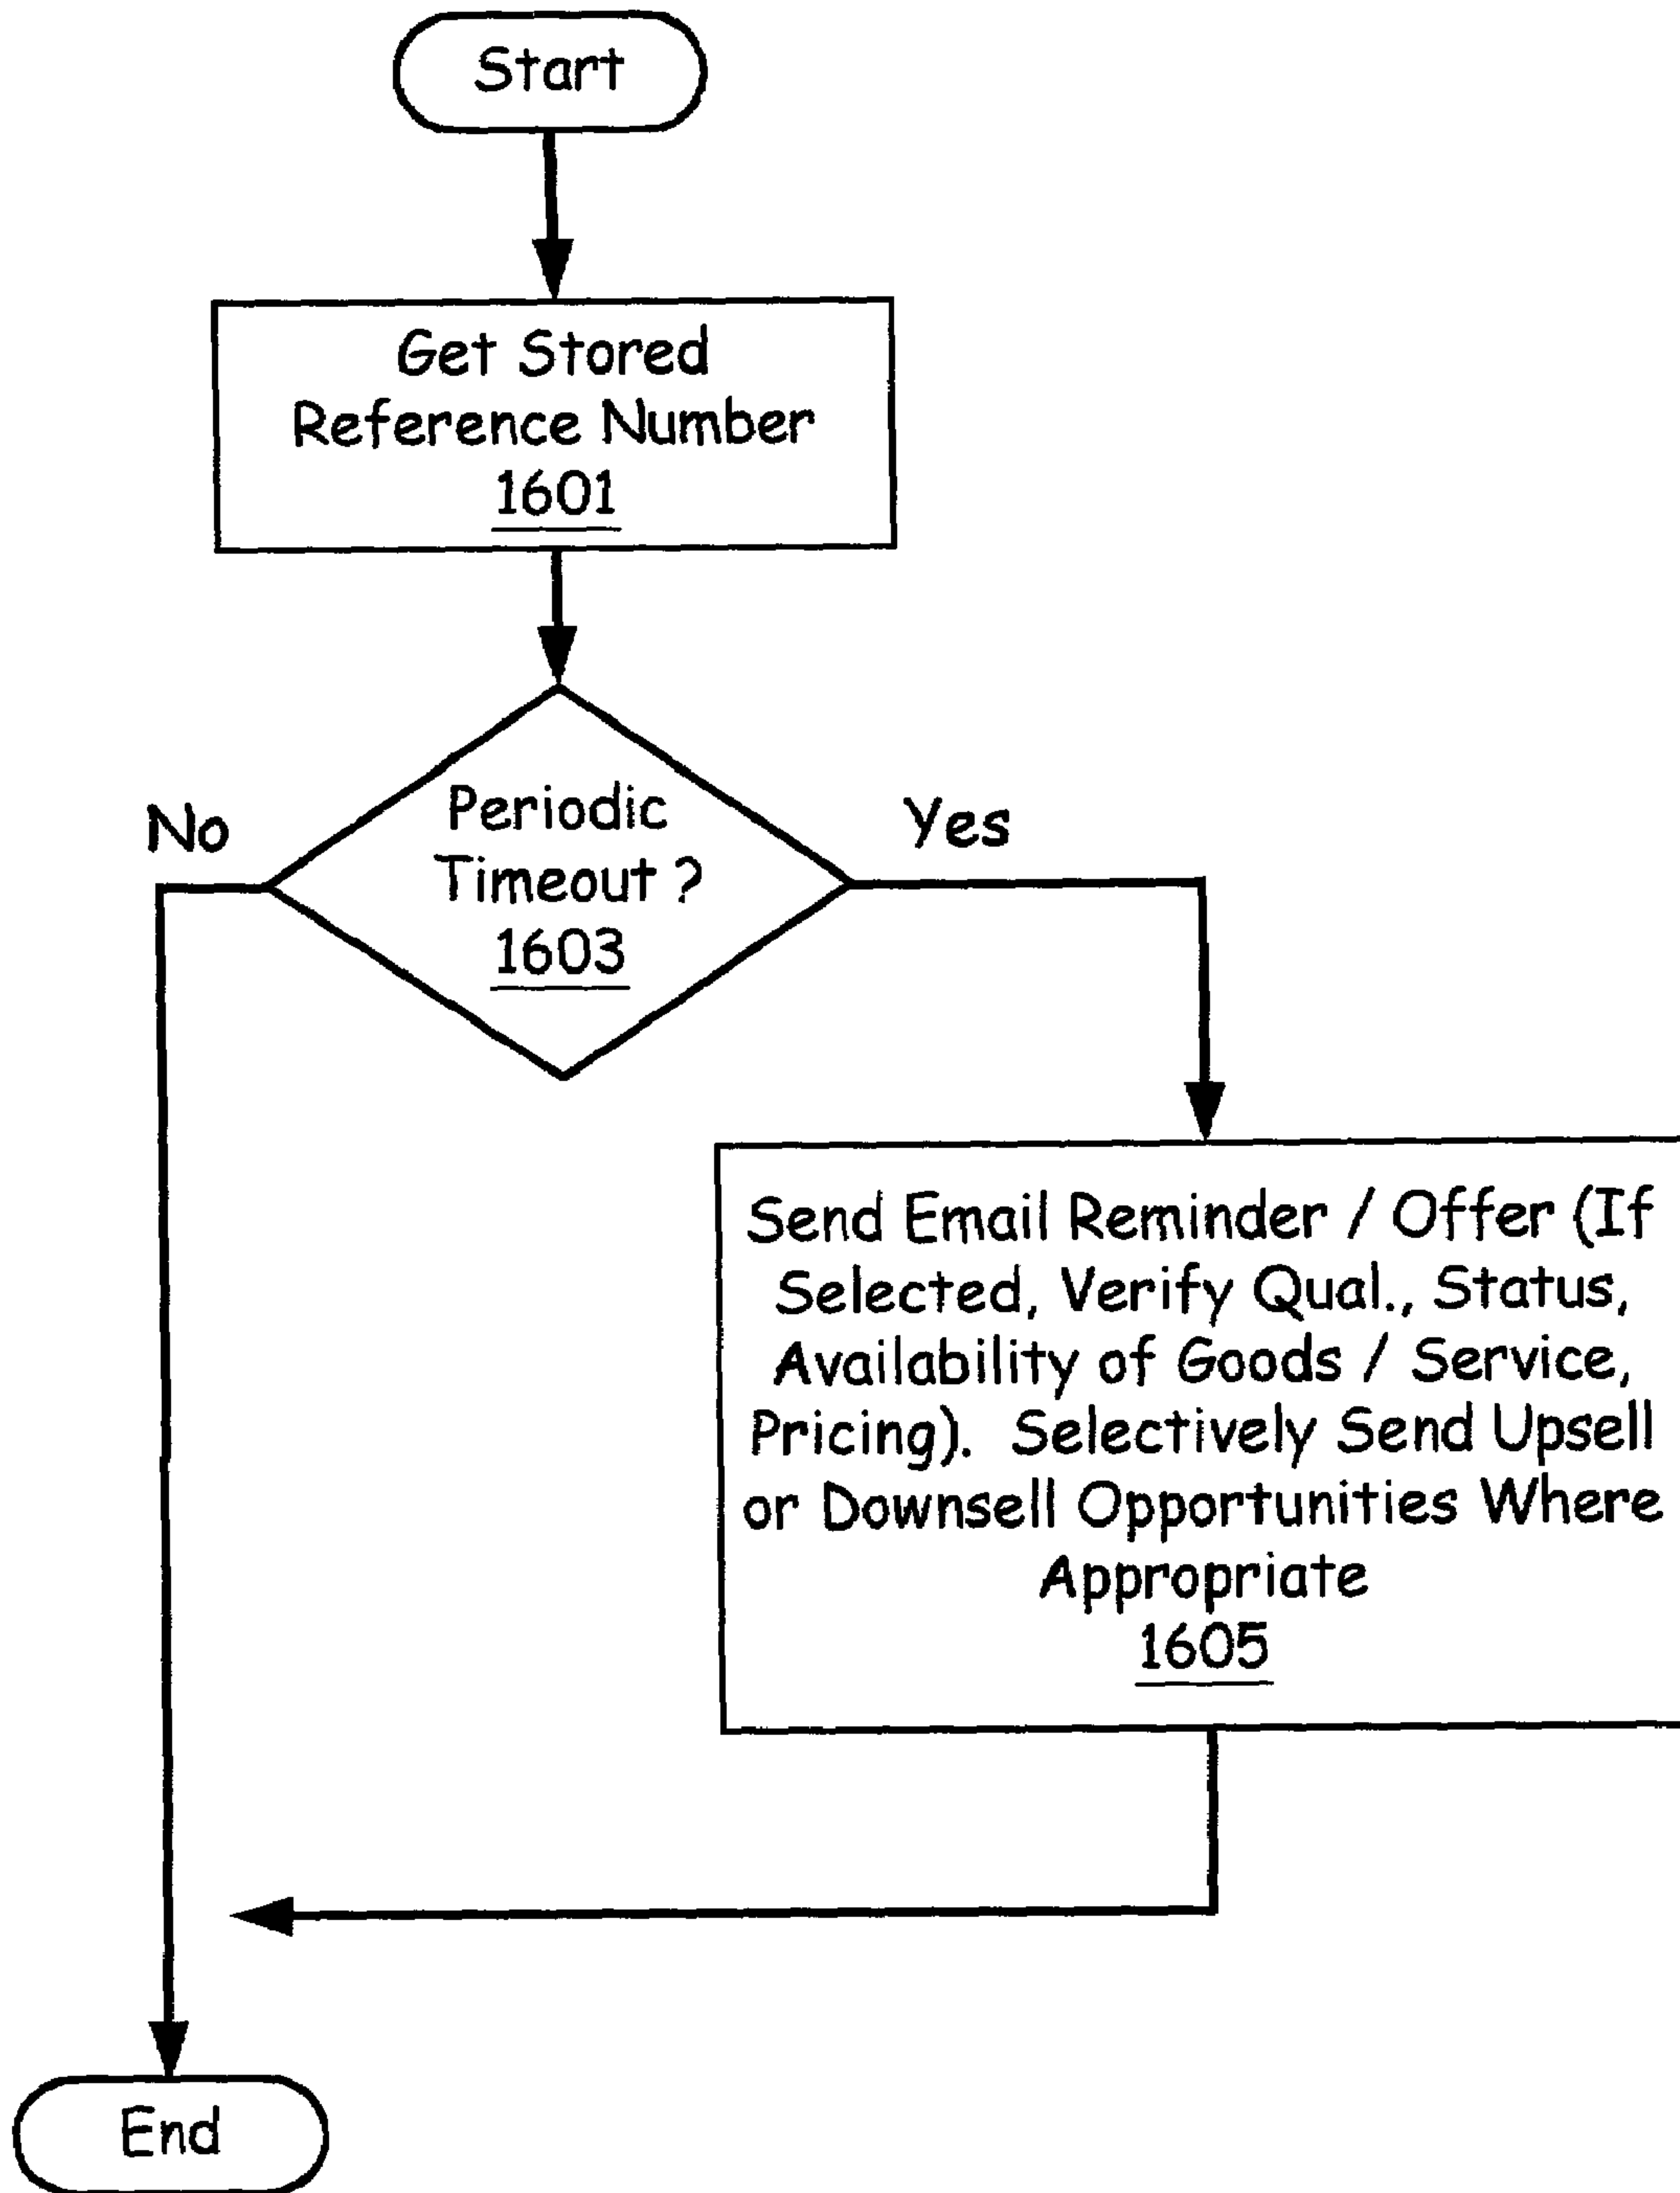 Start
Get Stored
Reference Number
1601
No
Periodic
Timeout ?
1603
Yes
Send Email Reminder / Offer (If
Selected, Verify Qual., Status,
Availability of Goods / Service,
Pricing). Selectively Send Upsell
or Downsell Opportunities Where
Appropriate
1605
End